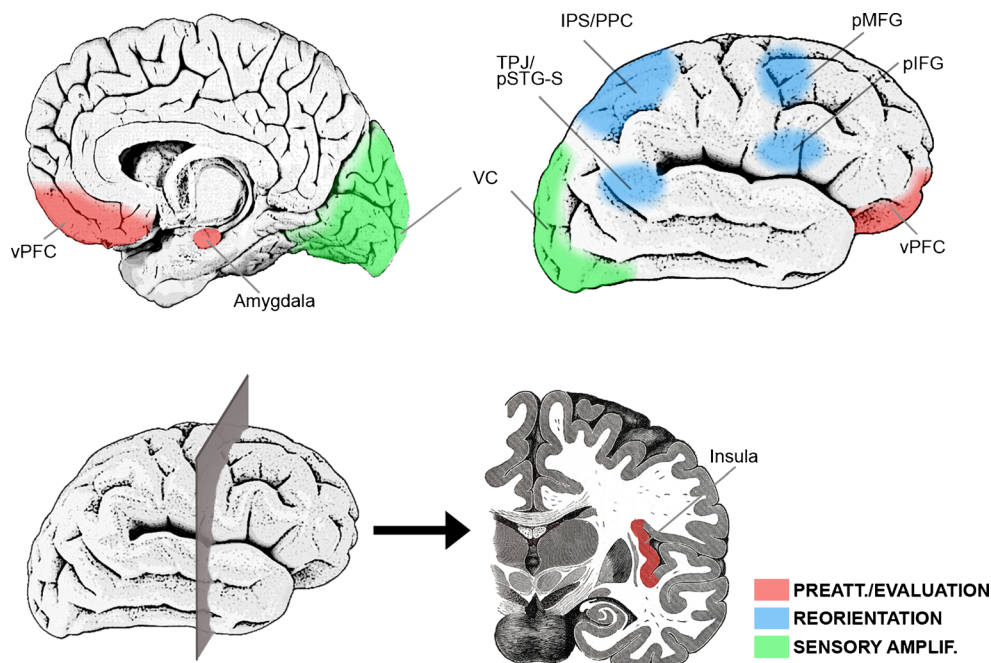 IPS/PPC
pMFG
TPJ/
pSTG-S
pIFG
VC
vPFC
vPFC
Amygdala
Insula
PREATT./EVALUATION
REORIENTATION
SENSORY AMPLIF.